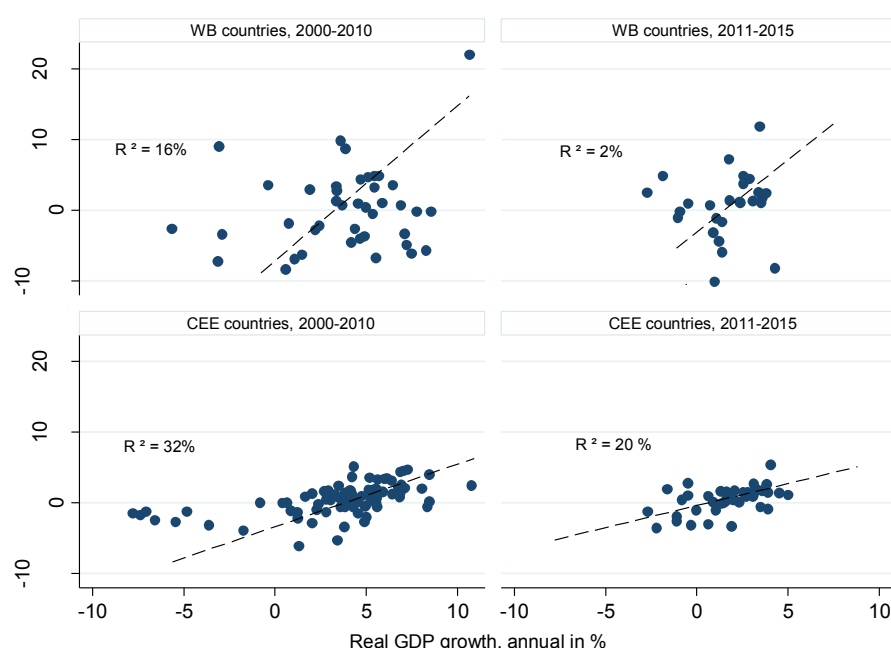 WB countries, 2000-2010
WB countries, 2011-2015
20
10
0
-10
R ² = 16%
R ² = 2%
CEE countries, 2000-2010
CEE countries, 2011-2015
20
10
0
-10
R ² = 32%
R ² = 20 %
-10 -5 0 5 10
-10 -5 0 5 10
Real GDP growth, annual in %